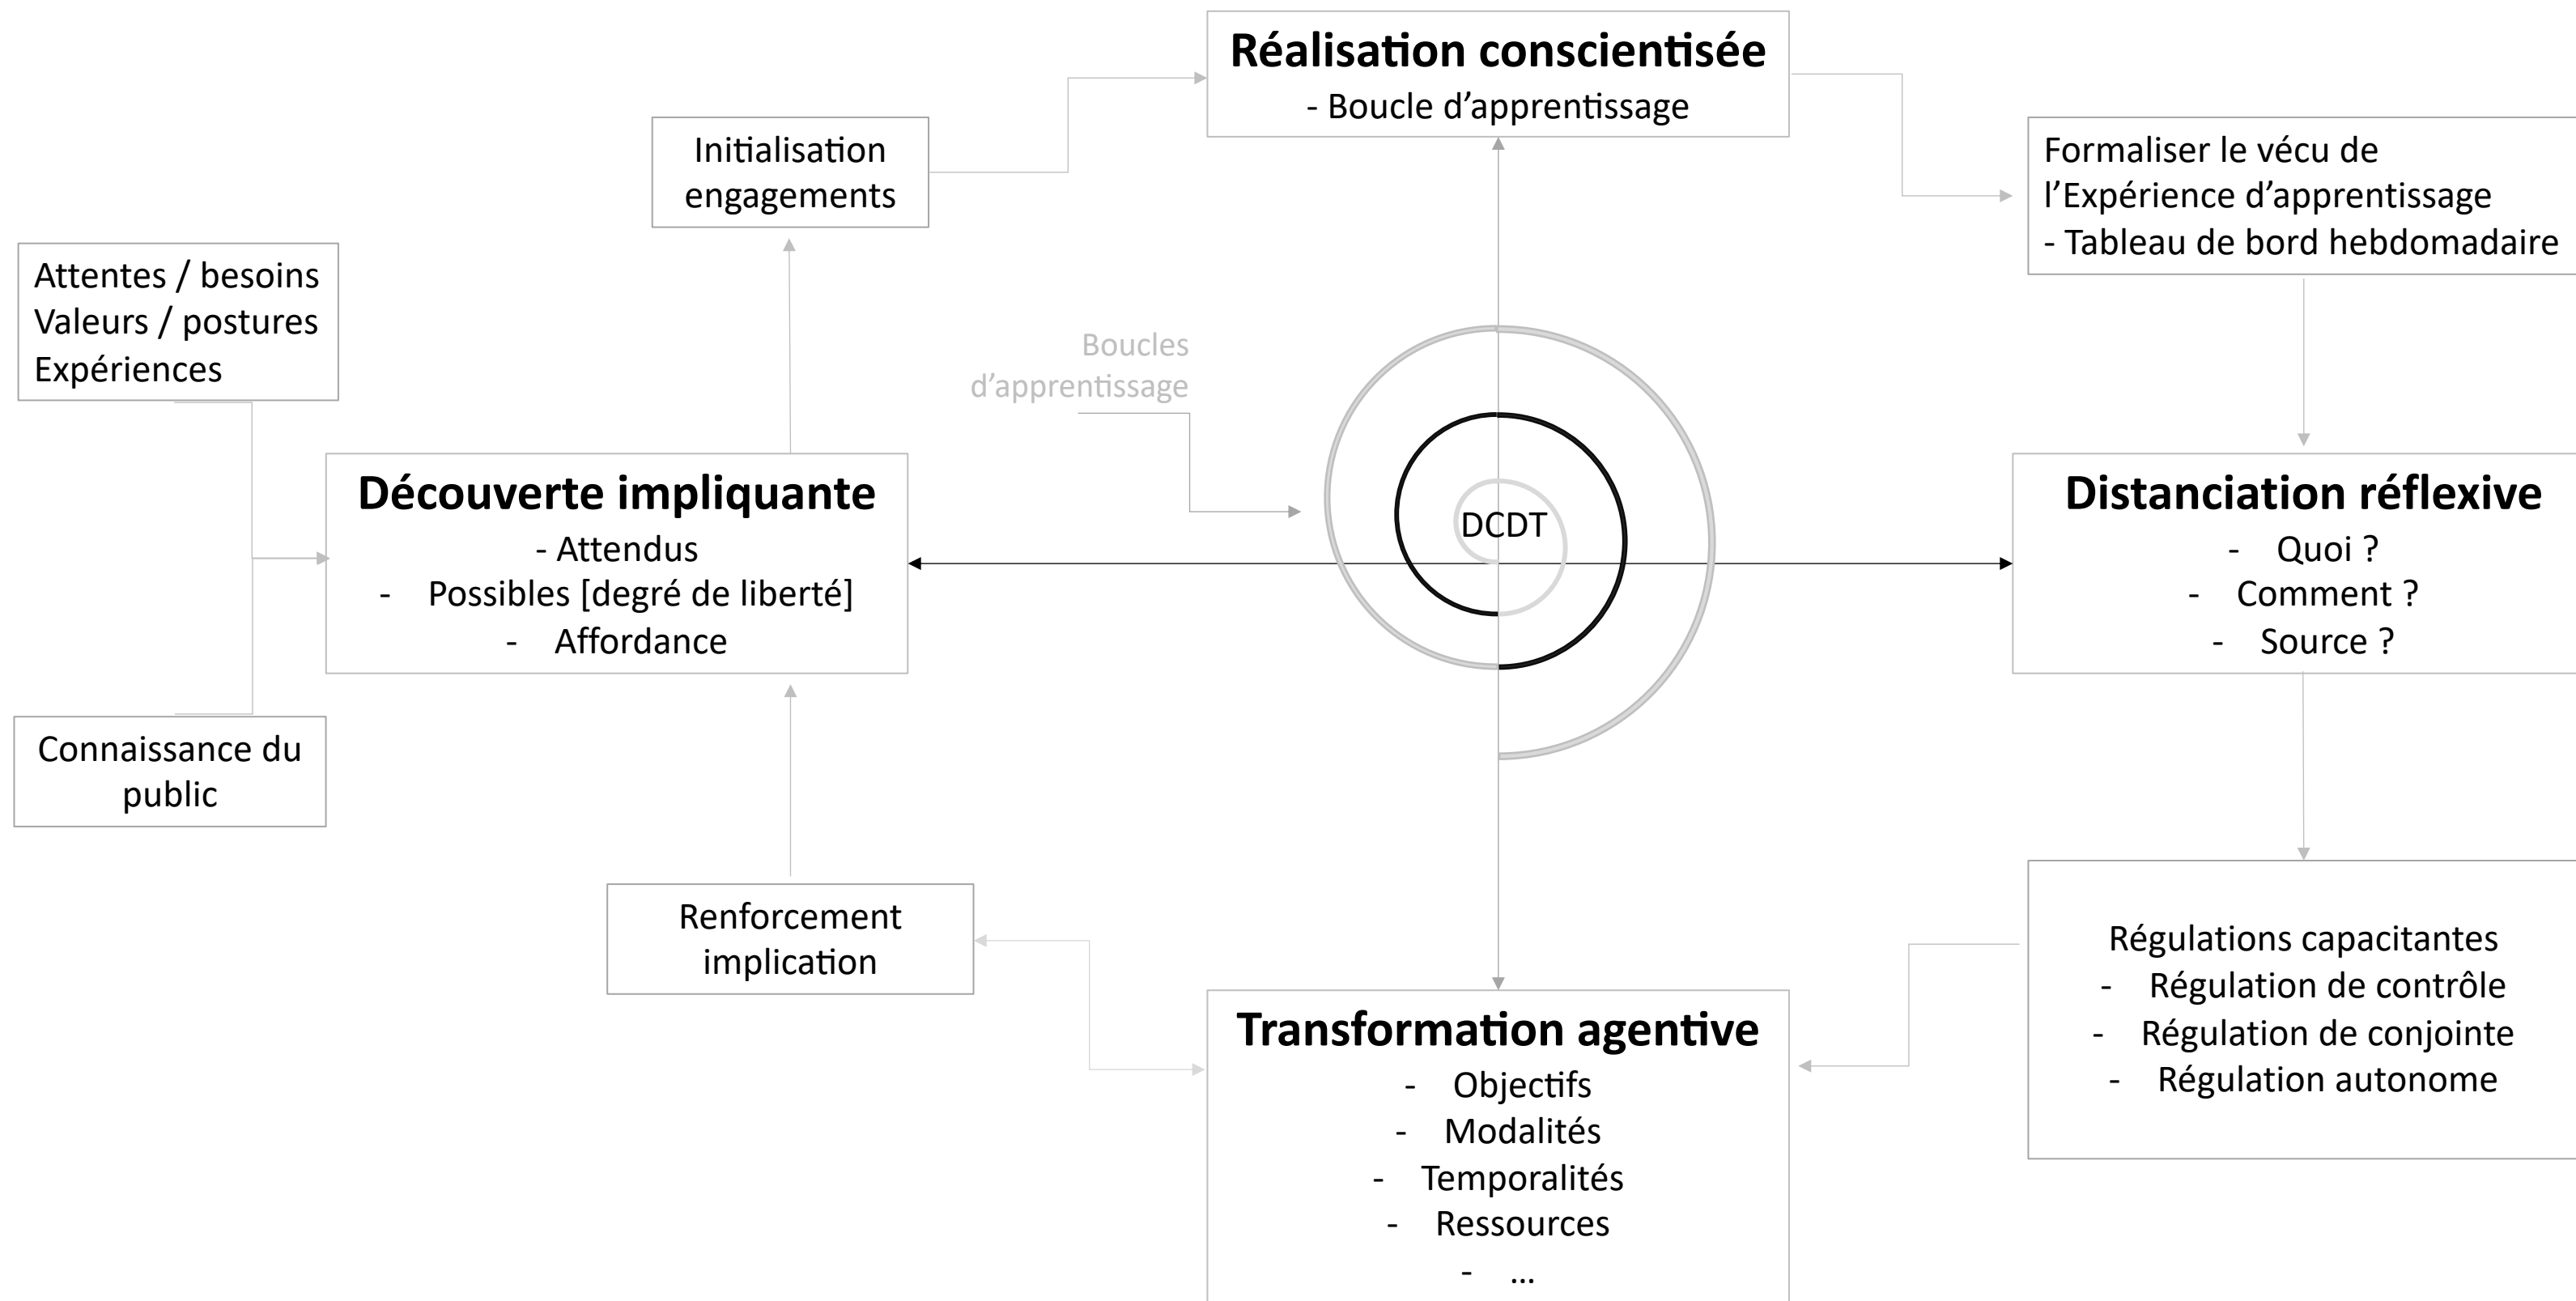 Réalisation conscientisée
- Boucle d’apprentissage
Initialisation
engagements
Formaliser le vécu de
l’Expérience d’apprentissage
- Tableau de bord hebdomadaire
Attentes / besoins
Valeurs / postures
Expériences
Boucles
d’apprentissage
Découverte impliquante
- Attendus
- Possibles [degré de liberté]
- Affordance
DCDT
Distanciation réflexive
- Quoi ?
- Comment ?
- Source ?
Connaissance du
public
Renforcement
implication
Régulations capacitantes
- Régulation de contrôle
- Régulation de conjointe
- Régulation autonome
Transformation agentive
- Objectifs
- Modalités
- Temporalités
- Ressources
- ...